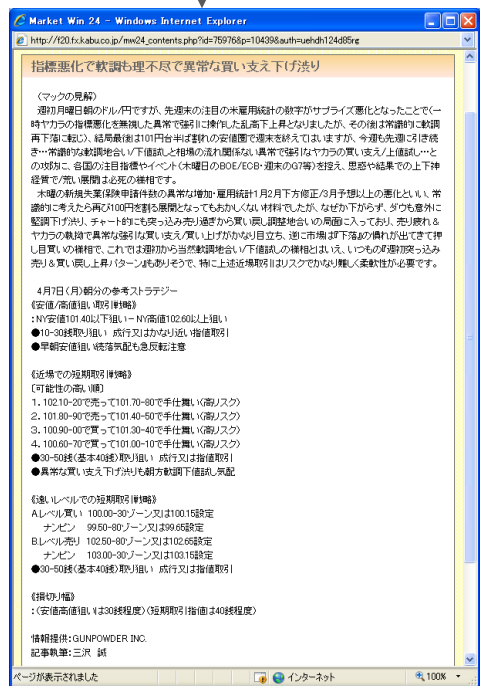 Market Win 24 - Windows Internet Explorer
http://f20.fx.kabu.co.jp/mw24_contents.php?id=75976&p=10439&auth=uehdh124d85rg
指標悪化で軟調も理不尽で異常な買い支え下げ渋り
(マックの見解)
週初月曜日朝のドル/円ですが、先週末の注目の米雇用統計の数字がサプライズ悪化となったことで(一
時ヤカラの指標悪化を無視した異常で強引に操作した乱高下上昇となりましたが、その後は常識的に軟調
再下落に転じ)、結局最後は101円台半ば割れの安値圏で週末を終えてはいますが、今週も先週に引き続
き…常識的な軟調地合い/下値試しと相場の流れ関係ない異常で強引なヤカラの買い支え/上値試し…と
の攻防に、各国の注目指標やイベント(木曜日のBOE/ECB・週末のG7等)を控え、思惑や結果での上下神
経質で/荒い展開は必死の様相です。
木曜の新規失業保険申請件数の異常な増加・雇用統計1月2月下方修正/3月予想以上の悪化といい、常
識的に考えたら再び100円を割る展開となってもおかしくない材料でしたが、なぜか下がらず、ダウも意外に
堅調下げ渋り、チャート的にも突っ込み売り過ぎから買い戻し調整地合いの局面に入っており、売り疲れ&
ヤカラの執拗で異常な強引な買い支え/買い上げがかなり目立ち、逆に市場は『下落』の慣れが出てきて押
し目買いの様相で、これでは週初から当然軟調地合い/下値試しの様相とはいえ、いつもの『週初突っ込み
売り&買い戻し上昇パターン』もありそうで、特に上述近場取引はリスクでかなり難しく柔軟性が必要です。
4月7日(月)朝分の参考ストラテジー
《安値/高値狙い取引戦略》
:NY安値101.40以下狙い-NY高値102.60以上狙い
●10-30銭取り狙い 成行又はかなり近い指値取引
●早朝安値狙い続落気配も急反転注意
《近場での短期取引戦略》
〔可能性の高い順〕
1. 102.10-20で売って101.70-80で手仕舞い(高リスク)
2. 101.80-90で売って101.40-50で手仕舞い(高リスク)
3. 100.90-00で買って101.30-40で手仕舞い(高リスク)
4. 100.60-70で買って101.00-10で手仕舞い(高リスク)
●30-50銭(基本40銭)取り狙い 成行又は指値取引
●異常な買い支え下げ渋りも朝方軟調下値試し気配
《遠いレベルでの短期取引戦略》
Aレベル買い 100.00-30ゾーン又は100.15設定
ナンピン 99.50-80ゾーン又は99.65設定
Bレベル売り 102.50-80ゾーン又は102.65設定
ナンピン 103.00-30ゾーン又は103.15設定
●30-50銭(基本40銭)取り狙い 成行又は指値取引
《損切り幅》
:(安値高値狙いは30銭程度)(短期取引指値は40銭程度)
情報提供:GUNPOWDER INC.
記事執筆:三沢 誠
ページが表示されました
インターネット
100%